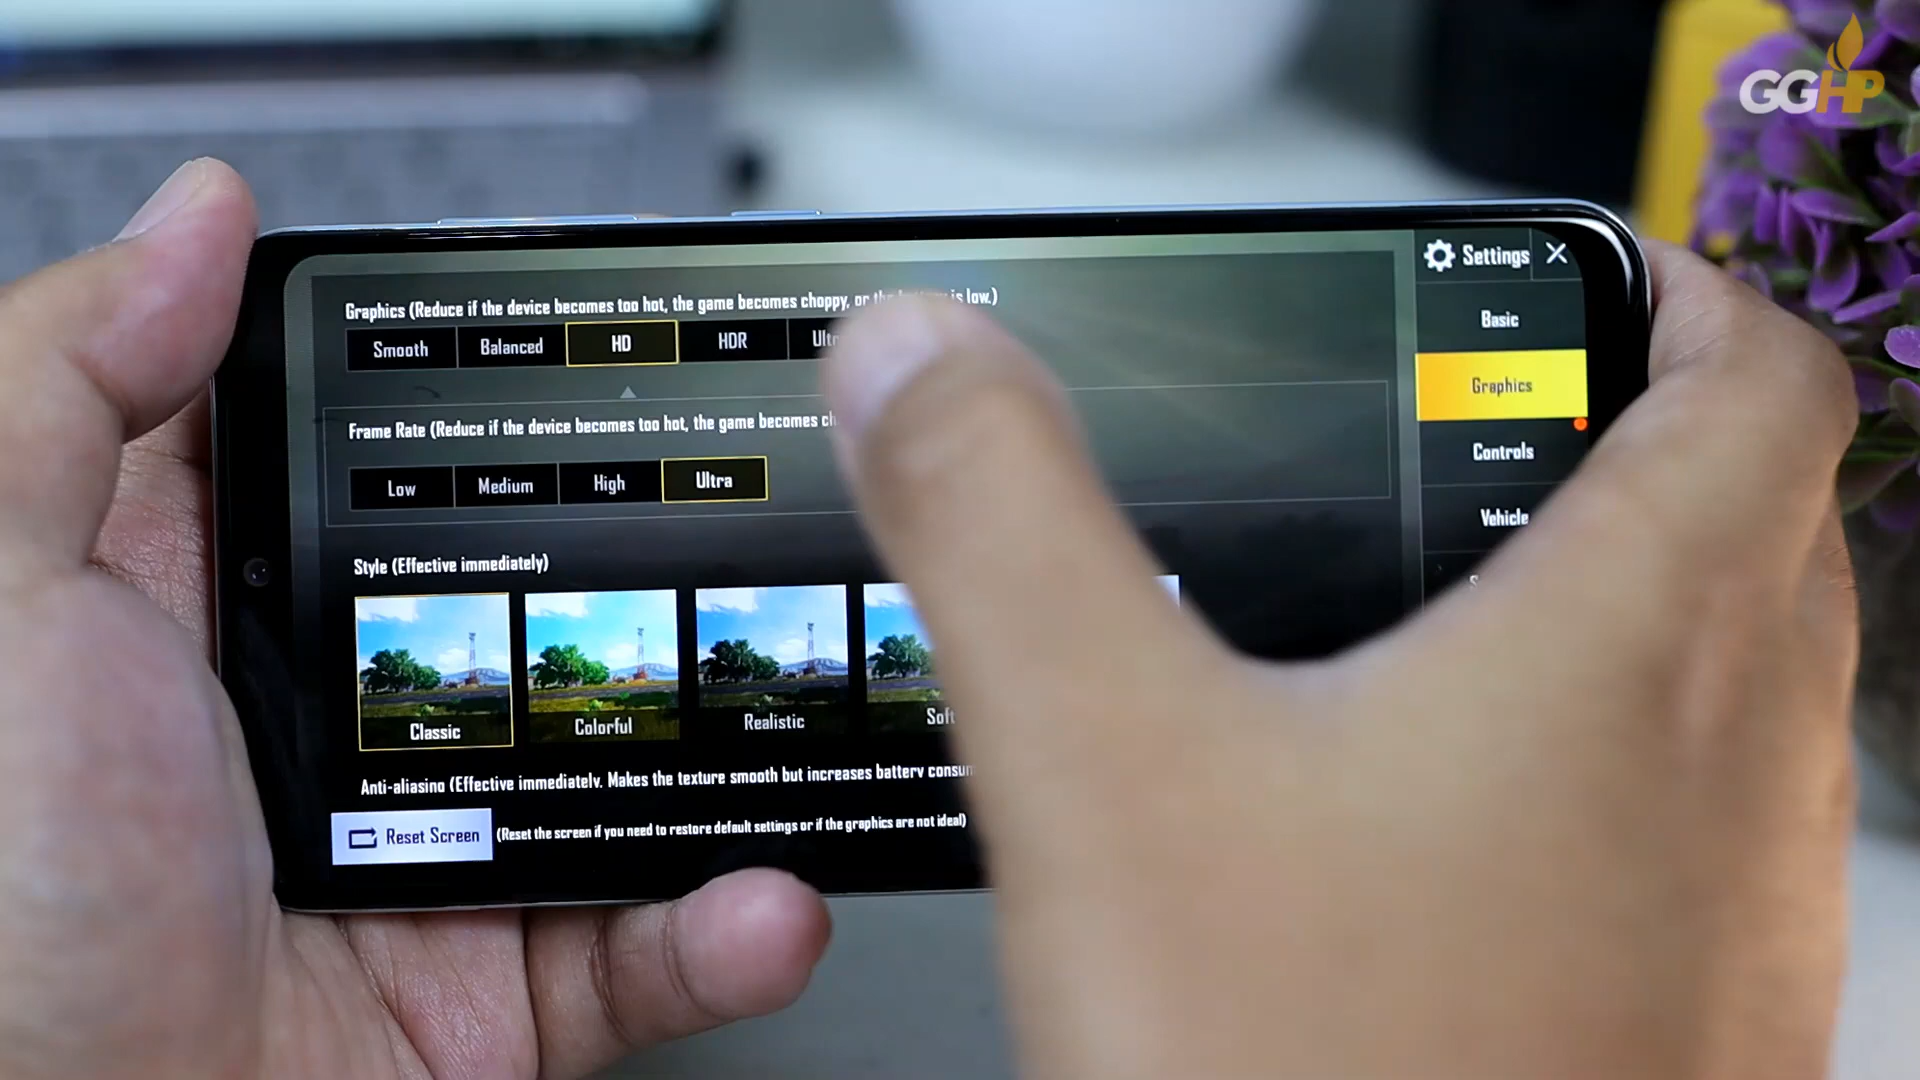 GGHP
Settings
Graphics (Reduce if the device becomes too hot, the game becomes choppy, or the is low.)
Smooth Balanced HD HDR
Basic
Graphics
Frame Rate (Reduce if the device becomes too hot, the game becomes
Low Medium High Ultra
Controls
Vehicle
Style (Effective immediately)
Classic Colorful Realistic Soft
Anti-aliasing (Effective immediately. Makes the texture smooth but increases battery
Reset Screen (Reset the screen if you need to restore default settings or if the graphics are not ideal)